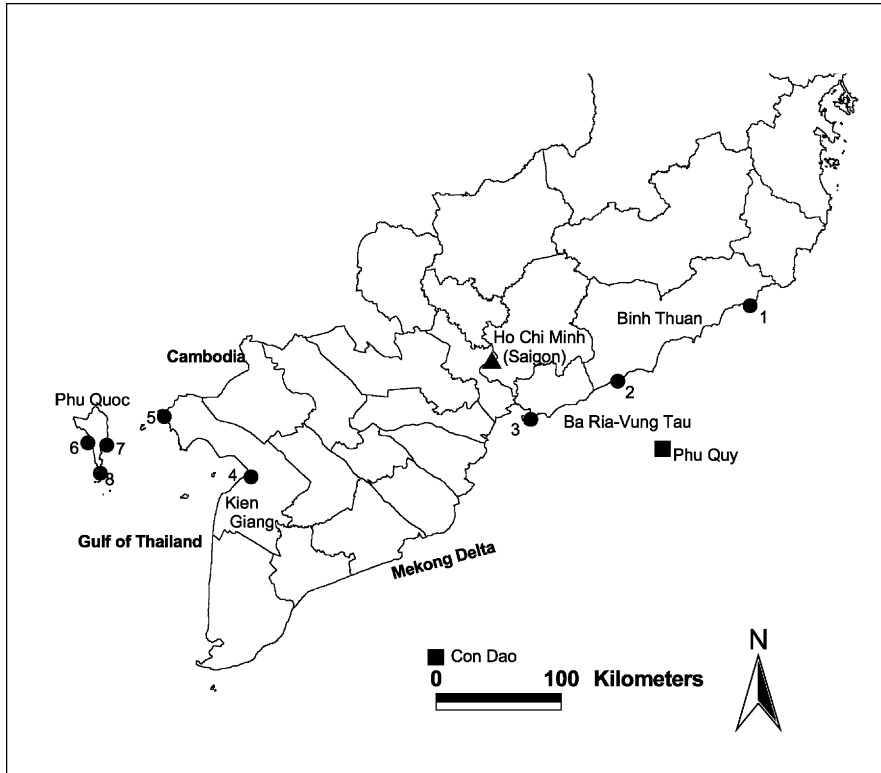 Binh Thuan
1
Ho Chi Minh
(Saigon)
Cambodia
2
Phu Quoc
5
3
Ba Ria-Vung Tau
6
7
Phu Quy
4
8
Kien
Giang
Gulf of Thailand
Mekong Delta
N
Con Dao
0 100 Kilometers